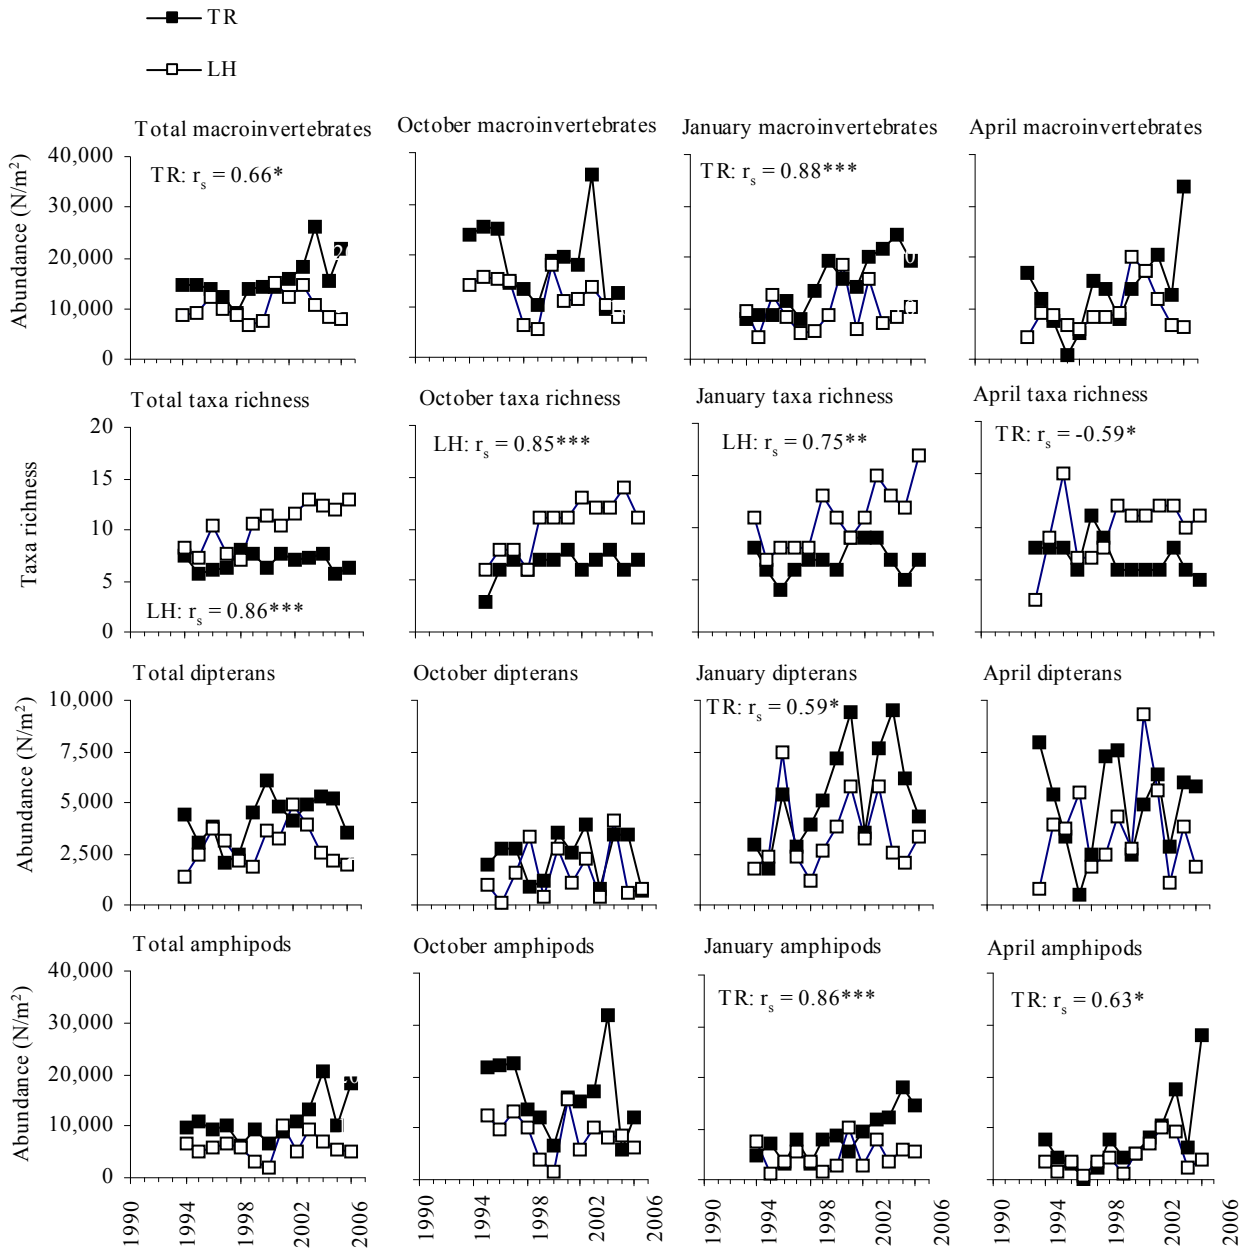 TR
LH
Total macroinvertebrates
October macroinvertebrates
January macroinvertebrates
April macroinvertebrates
Abundance (N/m²)
40,000
30,000
20,000
10,000
0
TR: rₛ = 0.66*
TR: rₛ = 0.88***
Total taxa richness
October taxa richness
January taxa richness
April taxa richness
Taxa richness
20
15
10
5
0
LH: rₛ = 0.86***
LH: rₛ = 0.85***
LH: rₛ = 0.75**
TR: rₛ = -0.59*
Total dipterans
October dipterans
January dipterans
April dipterans
Abundance (N/m²)
10,000
7,500
5,000
2,500
0
TR: rₛ = 0.59*
Total amphipods
October amphipods
January amphipods
April amphipods
Abundance (N/m²)
40,000
30,000
20,000
10,000
0
TR: rₛ = 0.86***
TR: rₛ = 0.63*
1990
1994
1998
2002
2006
1990
1994
1998
2002
2006
1990
1994
1998
2002
2006
1990
1994
1998
2002
2006